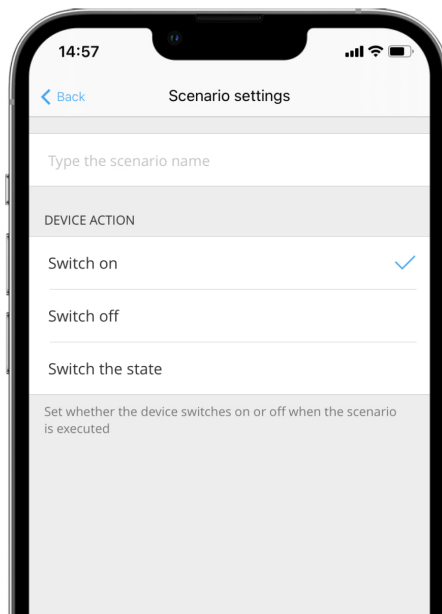 14:57
Back
Scenario settings
Type the scenario name
DEVICE ACTION
Switch on
Switch off
Switch the state
Set whether the device switches on or off when the scenario
is executed